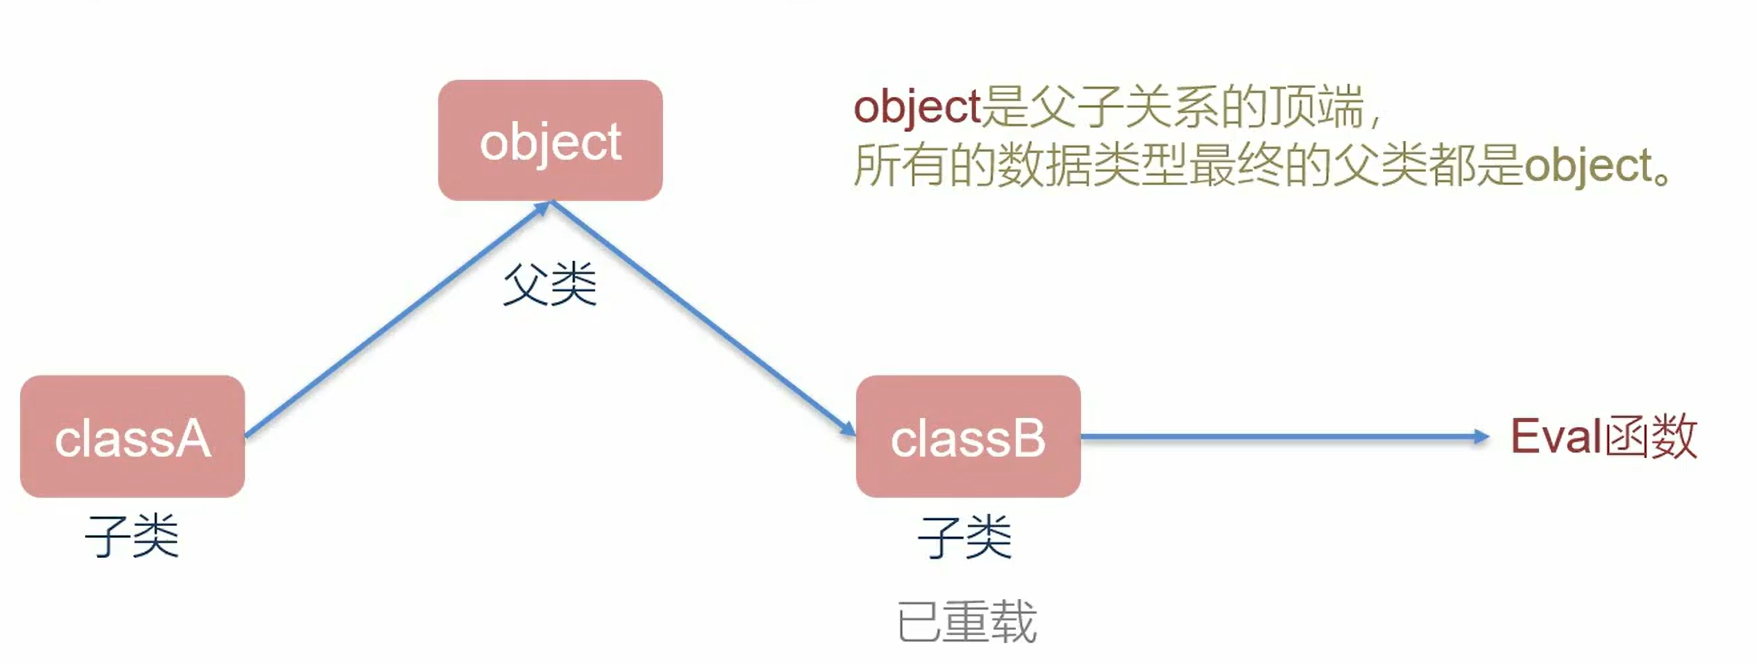 object
object是父子关系的顶端，
所有的数据类型最终的父类都是object。
父类
classA
classB
Eval函数
子类
子类
已重载